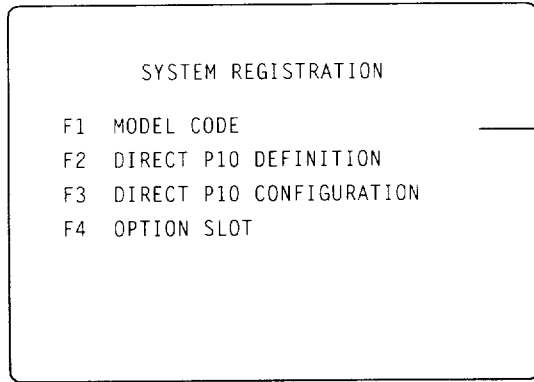 SYSTEM REGISTRATION
F1 MODEL CODE
F2 DIRECT P10 DEFINITION
F3 DIRECT P10 CONFIGURATION
F4 OPTION SLOT